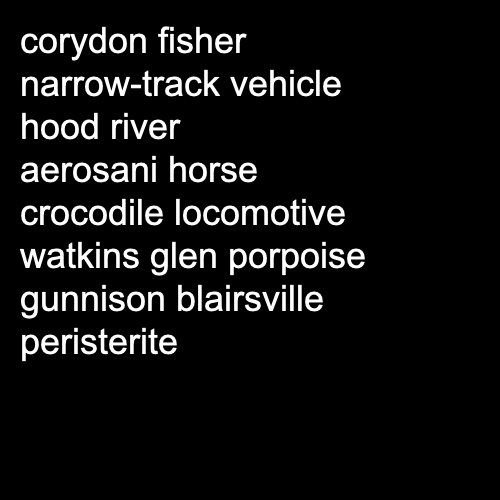 corydon fisher
narrow-track vehicle
hood river
aerosani horse
crocodile locomotive
watkins glen porpoise
gunnison blairsville
peristerite